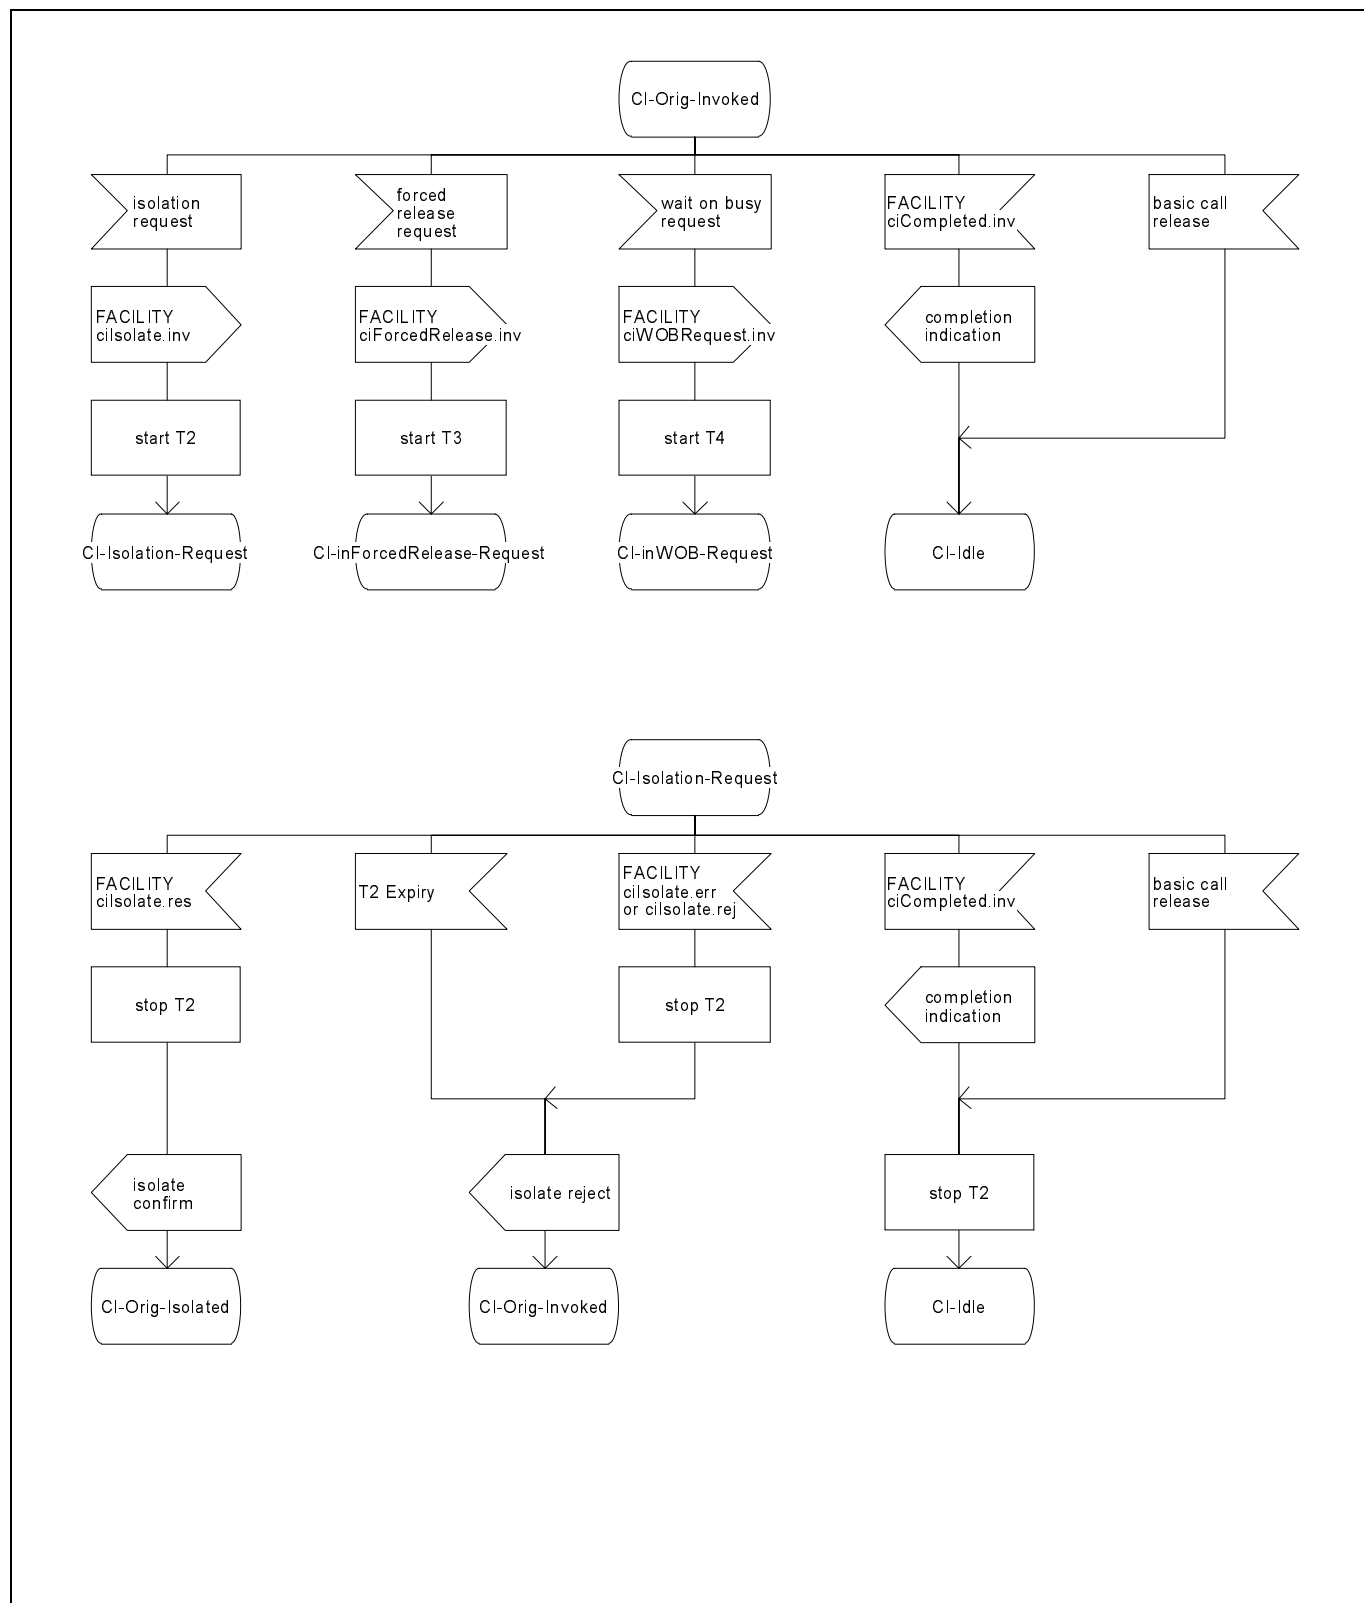 CI-Orig-Invoked
isolation
request
forced
release
request
wait on busy
request
FACILITY
ciCompleted.inv
basic call
release
FACILITY
ciIsolate.inv
FACILITY
ciForcedRelease.inv
FACILITY
ciWOBRequest.inv
completion
indication
start T2
start T3
start T4
CI-Isolation-Request
CI-inForcedRelease-Request
CI-inWOB-Request
CI-Idle
CI-Isolation-Request
FACILITY
ciIsolate.res
T2 Expiry
FACILITY
ciIsolate.err
or ciIsolate.rej
FACILITY
ciCompleted.inv
basic call
release
stop T2
stop T2
completion
indication
isolate
confirm
isolate reject
stop T2
CI-Orig-Isolated
CI-Orig-Invoked
CI-Idle